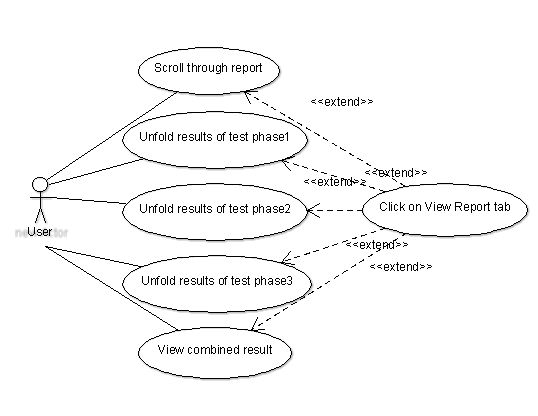 Scroll through report
<<extend>>
Unfold results of test phase1
<<extend>>
<<extend>>
Unfold results of test phase2
Click on View Report tab
User
<<extend>>
<<extend>>
Unfold results of test phase3
View combined result